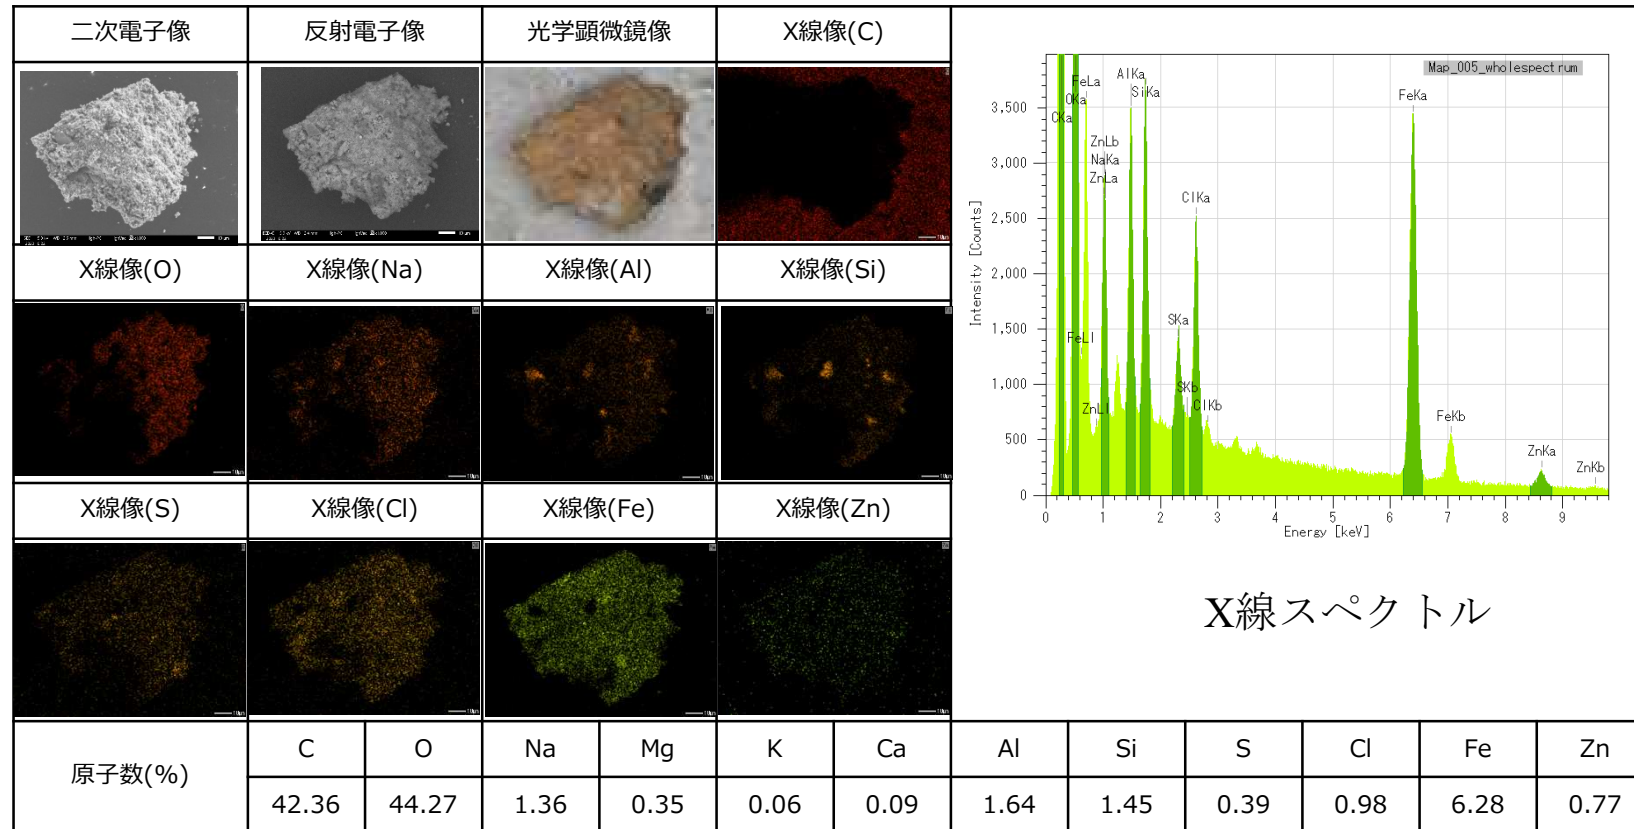 二次電子像 反射電子像 光学顕微鏡像 X線像(C)
X線像(O) X線像(Na) X線像(Al) X線像(Si)
X線像(S) X線像(Cl) X線像(Fe) X線像(Zn)
Map_005_wholespectrum
Intensity [Counts]
3,500
3,000
2,500
2,000
1,500
1,000
500
0
CKa
OKa
FeLa
FeLl
ZnLl
ZnLb
NaKa
ZnLa
AlKa
SiKa
SKa
SKb
ClKa
ClKb
FeKa
FeKb
ZnKa
ZnKb
0 1 2 3 4 5 6 7 8 9
Energy [keV]
X線スペクトル
原子数(%)
C O Na Mg K Ca Al Si S Cl Fe Zn
42.36 44.27 1.36 0.35 0.06 0.09 1.64 1.45 0.39 0.98 6.28 0.77